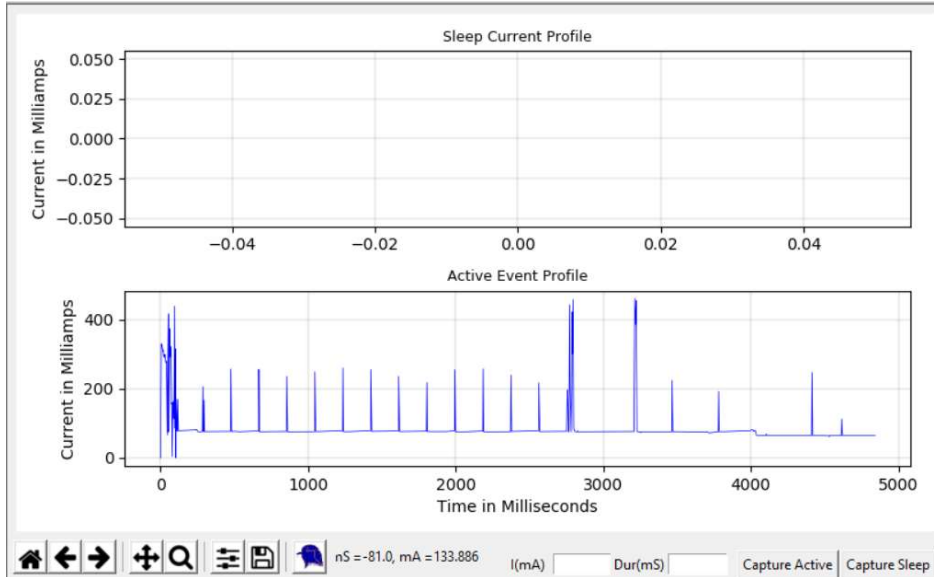 Sleep Current Profile
Current in Milliamps
0.050
0.025
0.000
−0.025
−0.050
−0.04 −0.02 0.00 0.02 0.04
Active Event Profile
Current in Milliamps
400
200
0
0 1000 2000 3000 4000 5000
Time in Milliseconds
nS =-81.0, mA =133.886 I(mA) Dur(mS) Capture Active Capture Sleep